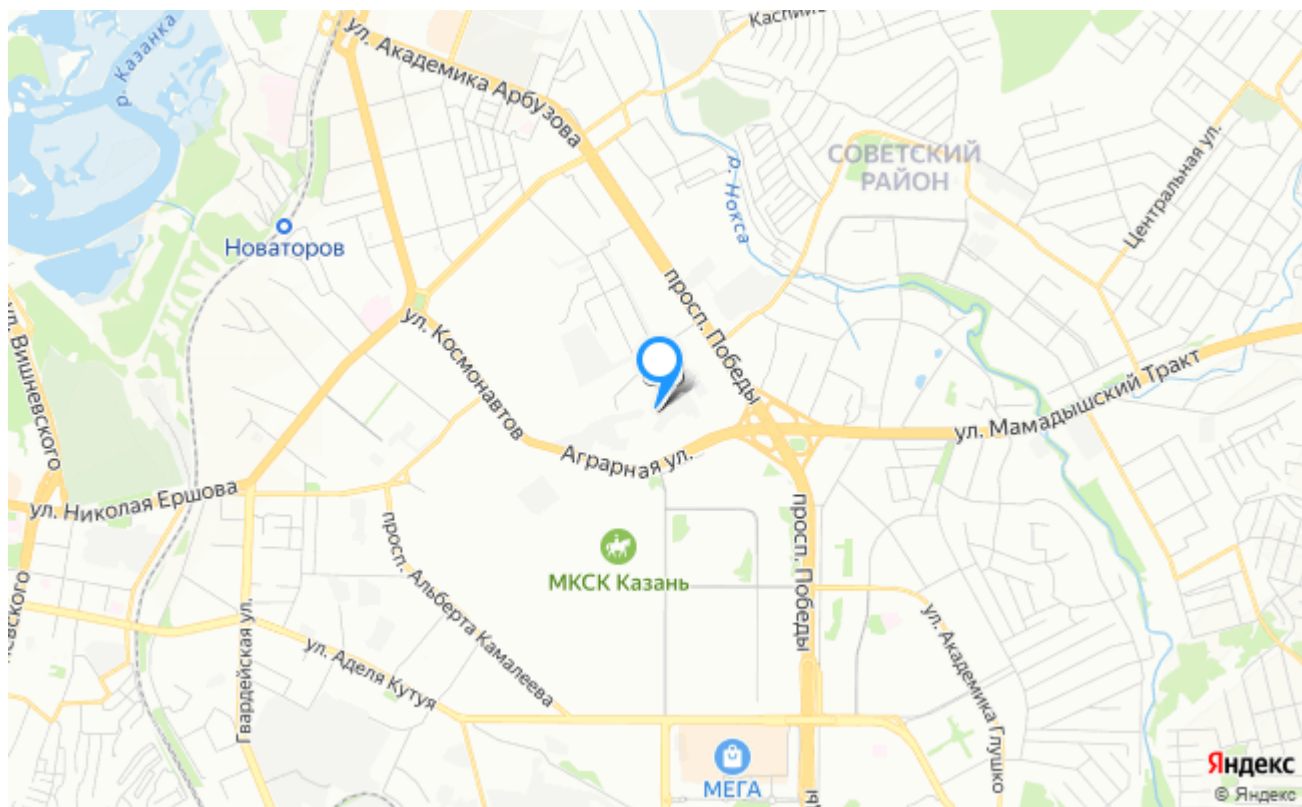 Каспийс
ул. Академика Арбузова
р. Казанка
СОВЕТСКИЙ
РАЙОН
р. Нокса
Центральная ул.
Новаторов
просп. Победы
ул. Вишневского
ул. Космонавтов
ул. Мамадышский Тракт
Аграрная ул.
ул. Николая Ершова
просп. Победы
МКСК Казань
просп. Альберта Камалеева
невского
Гвардейская ул.
ул. Аделя Кутуя
ул. Академика Глушко
МЕГА
Яндекс
© Яндекс